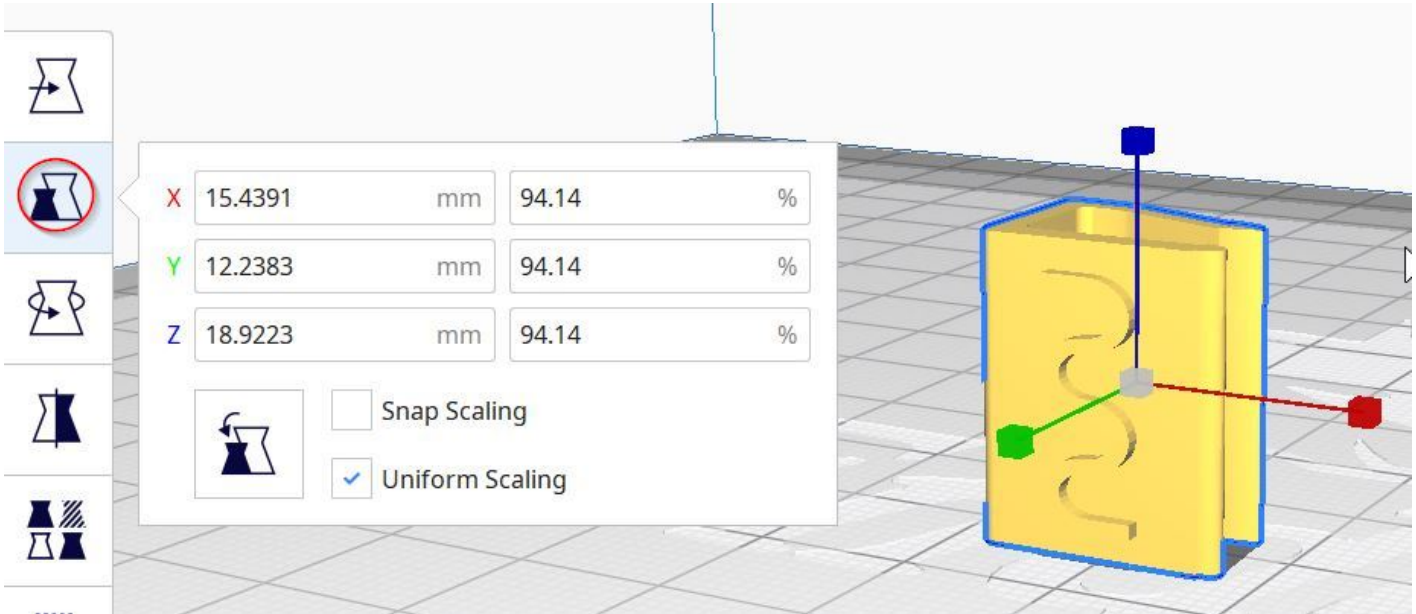 X 15.4391 mm 94.14 %
Y 12.2383 mm 94.14 %
Z 18.9223 mm 94.14 %
Snap Scaling
Uniform Scaling